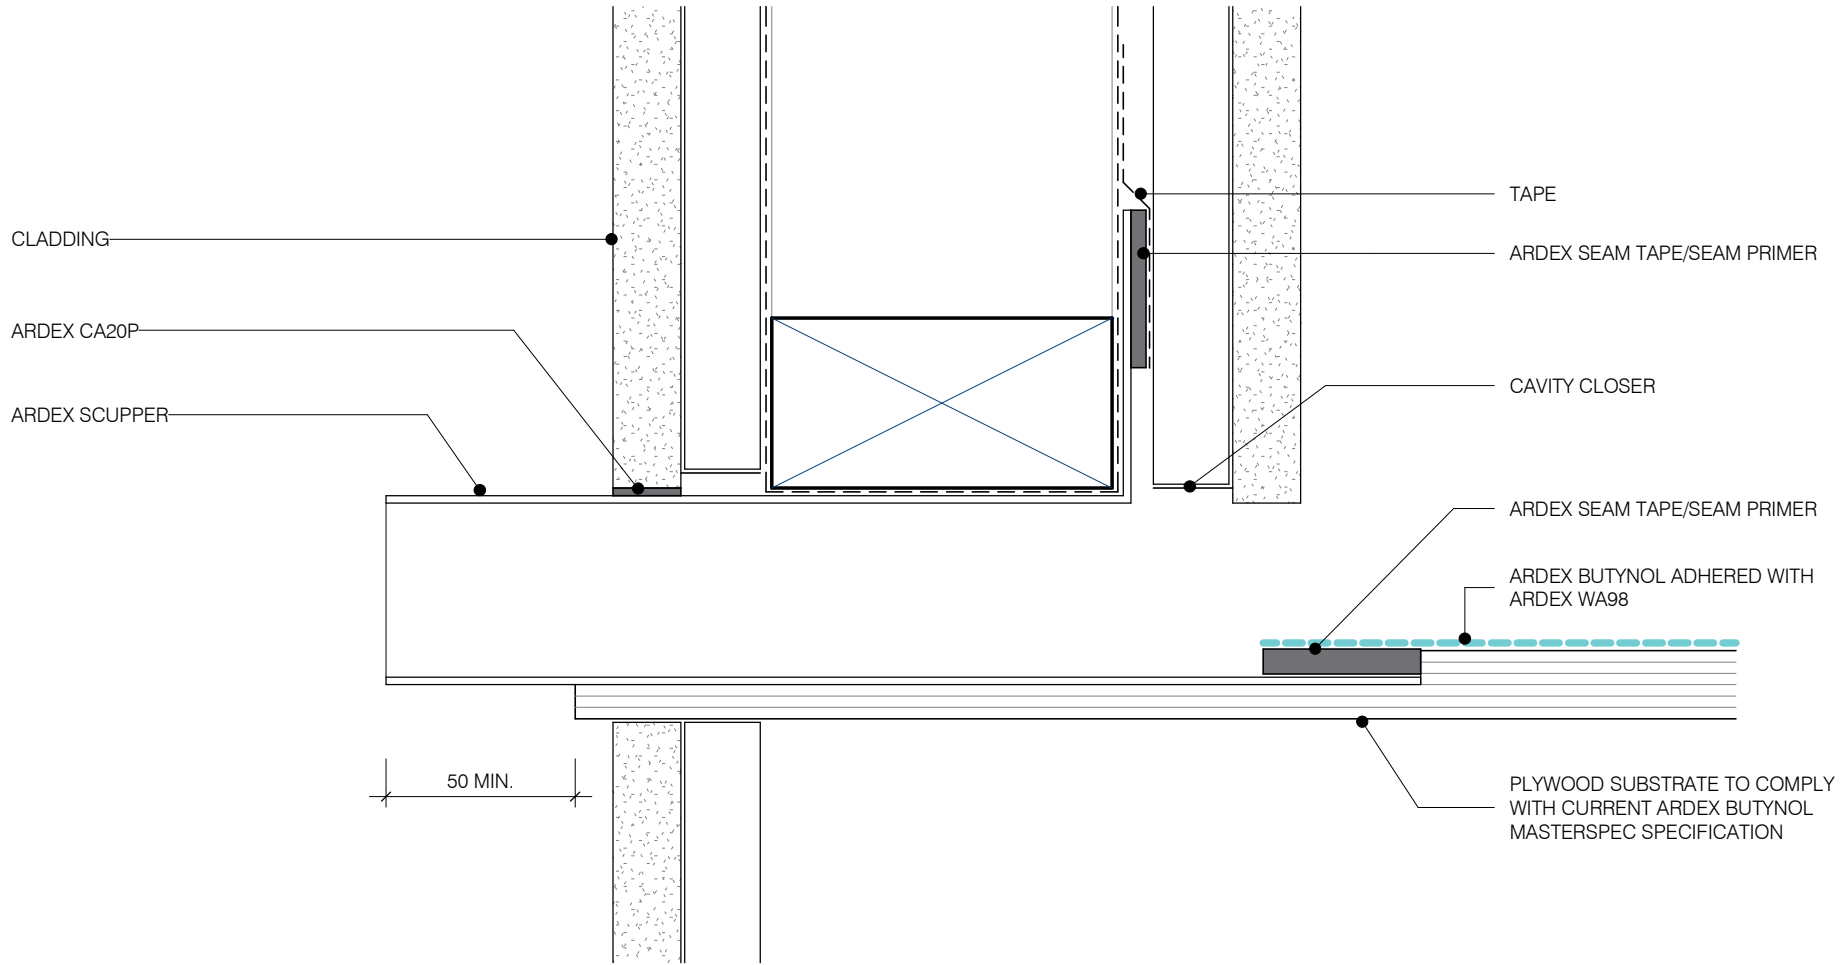 CLADDING
ARDEX CA20P
ARDEX SCUPPER
50 MIN.
TAPE
ARDEX SEAM TAPE/SEAM PRIMER
CAVITY CLOSER
ARDEX SEAM TAPE/SEAM PRIMER
ARDEX BUTYNOL ADHERED WITH
ARDEX WA98
PLYWOOD SUBSTRATE TO COMPLY
WITH CURRENT ARDEX BUTYNOL
MASTERSPEC SPECIFICATION